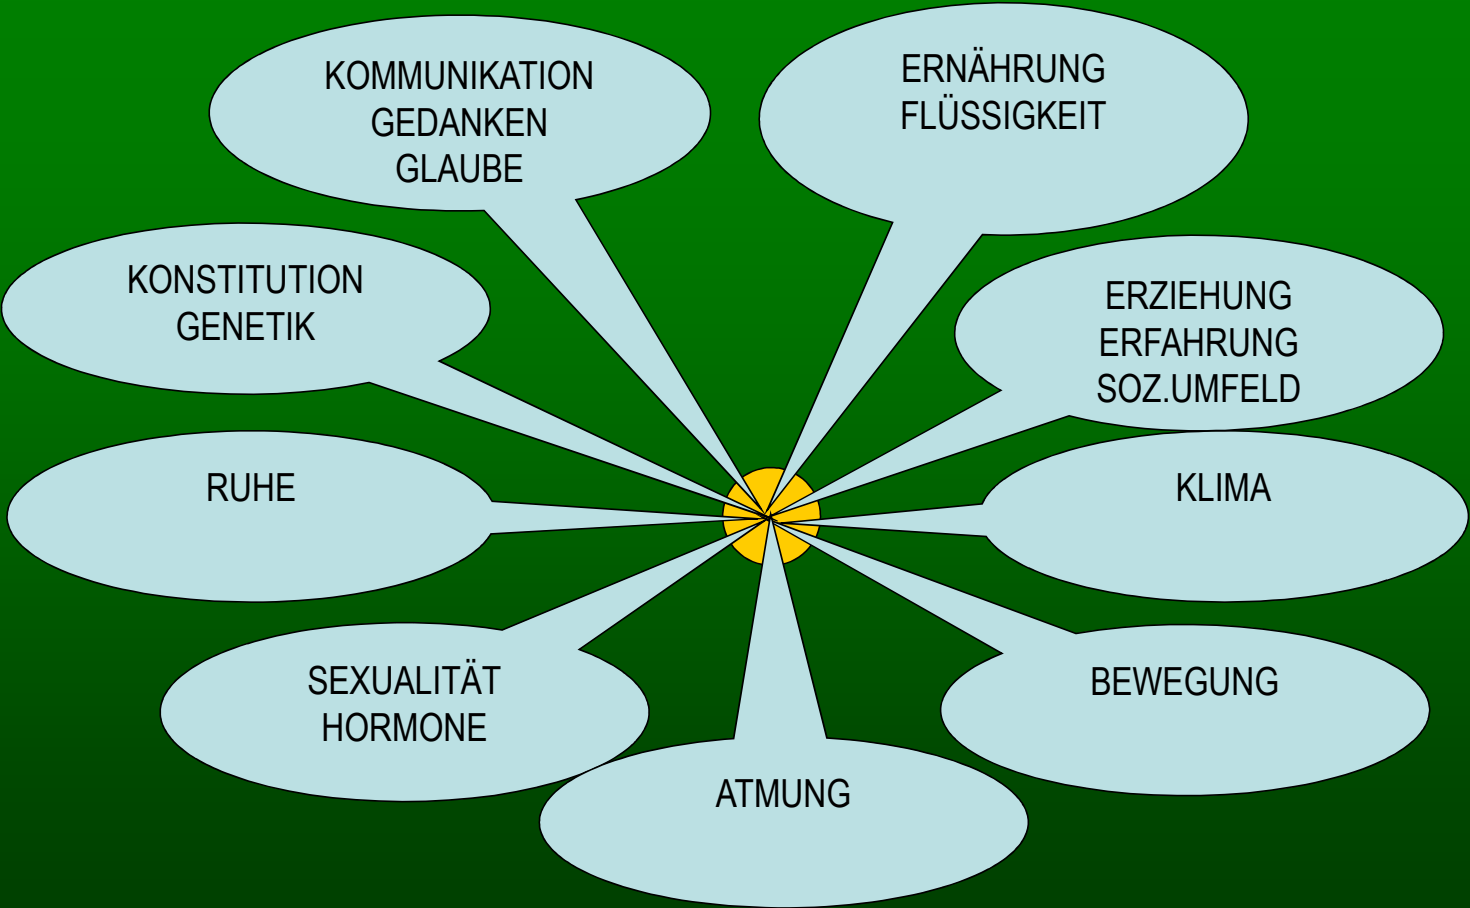 KOMMUNIKATION
GEDANKEN
GLAUBE
ERNÄHRUNG
FLÜSSIGKEIT
KONSTITUTION
GENETIK
ERZIEHUNG
ERFAHRUNG
SOZ.UMFELD
RUHE
KLIMA
SEXUALITÄT
HORMONE
BEWEGUNG
ATMUNG